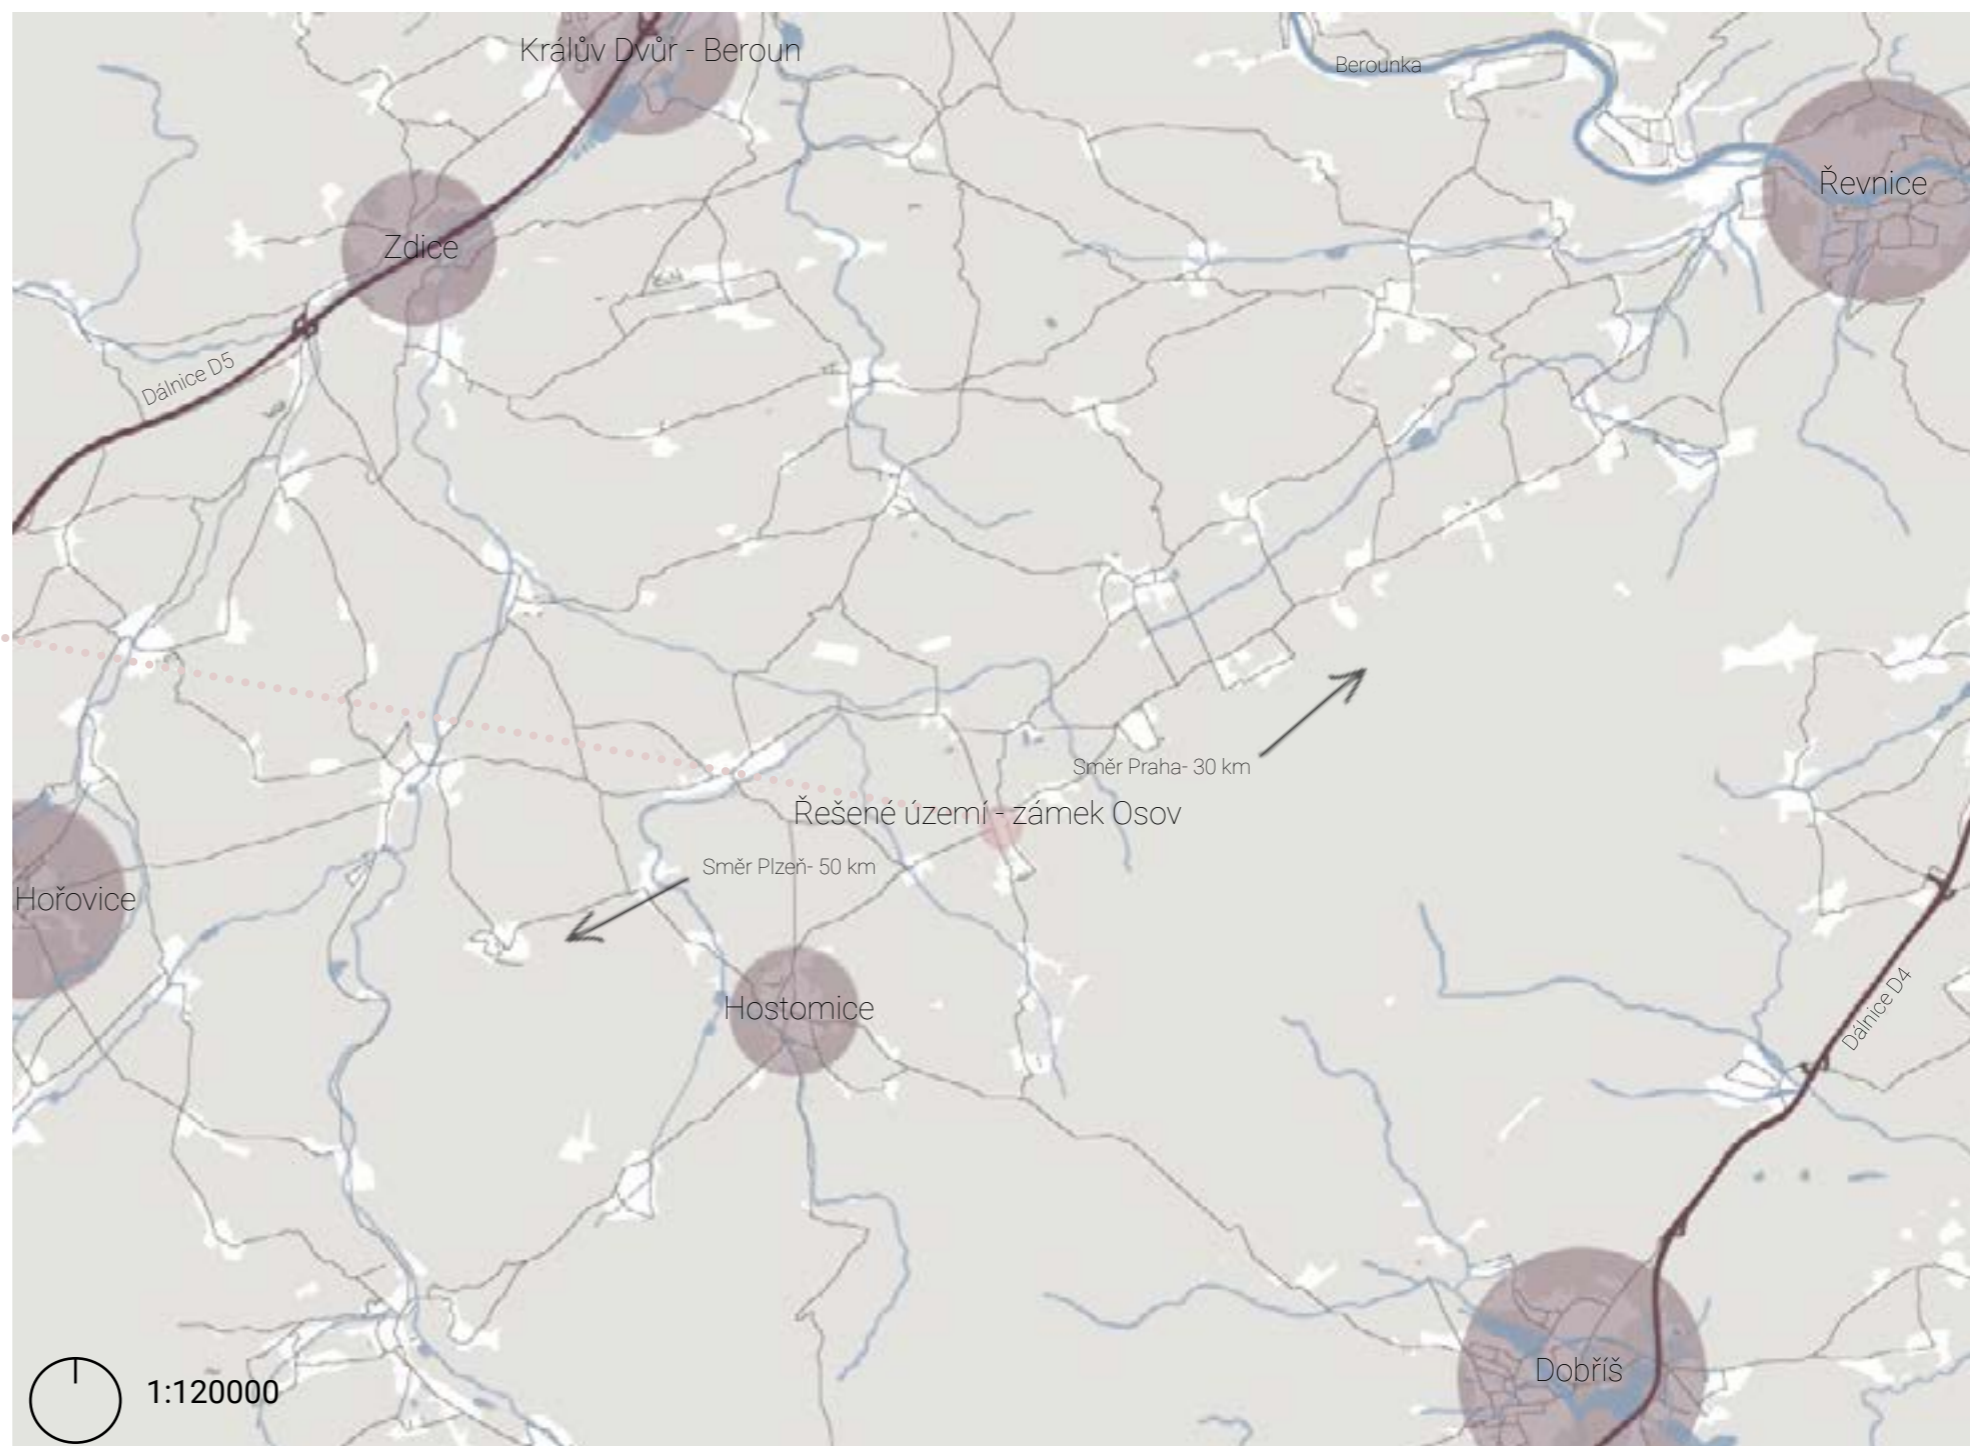 Králův Dvůr - Beroun
Berounka
Řevnice
Zdice
Dálnice D5
Směr Praha- 30 km
Řešené území - zámek Osov
Směr Plzeň- 50 km
Hořovice
Hostomice
Dálnice D4
Dobříš
1:120000